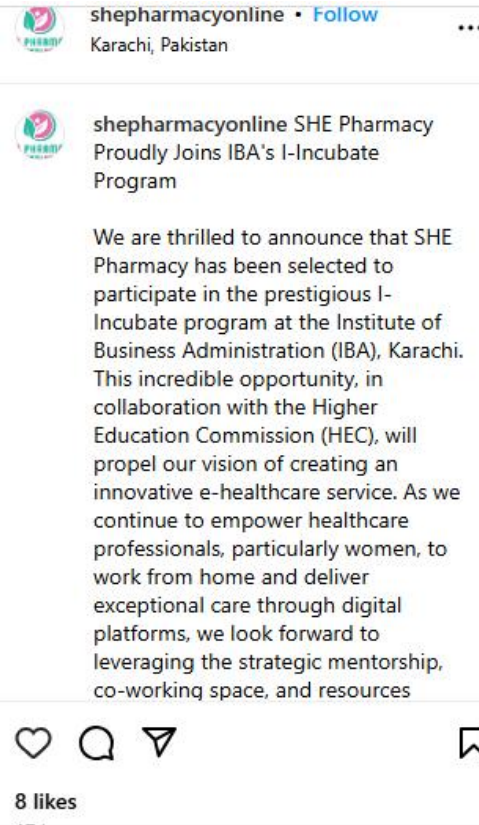 shepharmacyonline • Follow
Karachi, Pakistan
PHARM
shepharmacyonline SHE Pharmacy
Proudly Joins IBA's I-Incubate
Program
We are thrilled to announce that SHE
Pharmacy has been selected to
participate in the prestigious I-
Incubate program at the Institute of
Business Administration (IBA), Karachi.
This incredible opportunity, in
collaboration with the Higher
Education Commission (HEC), will
propel our vision of creating an
innovative e-healthcare service. As we
continue to empower healthcare
professionals, particularly women, to
work from home and deliver
exceptional care through digital
platforms, we look forward to
leveraging the strategic mentorship,
co-working space, and resources
8 likes